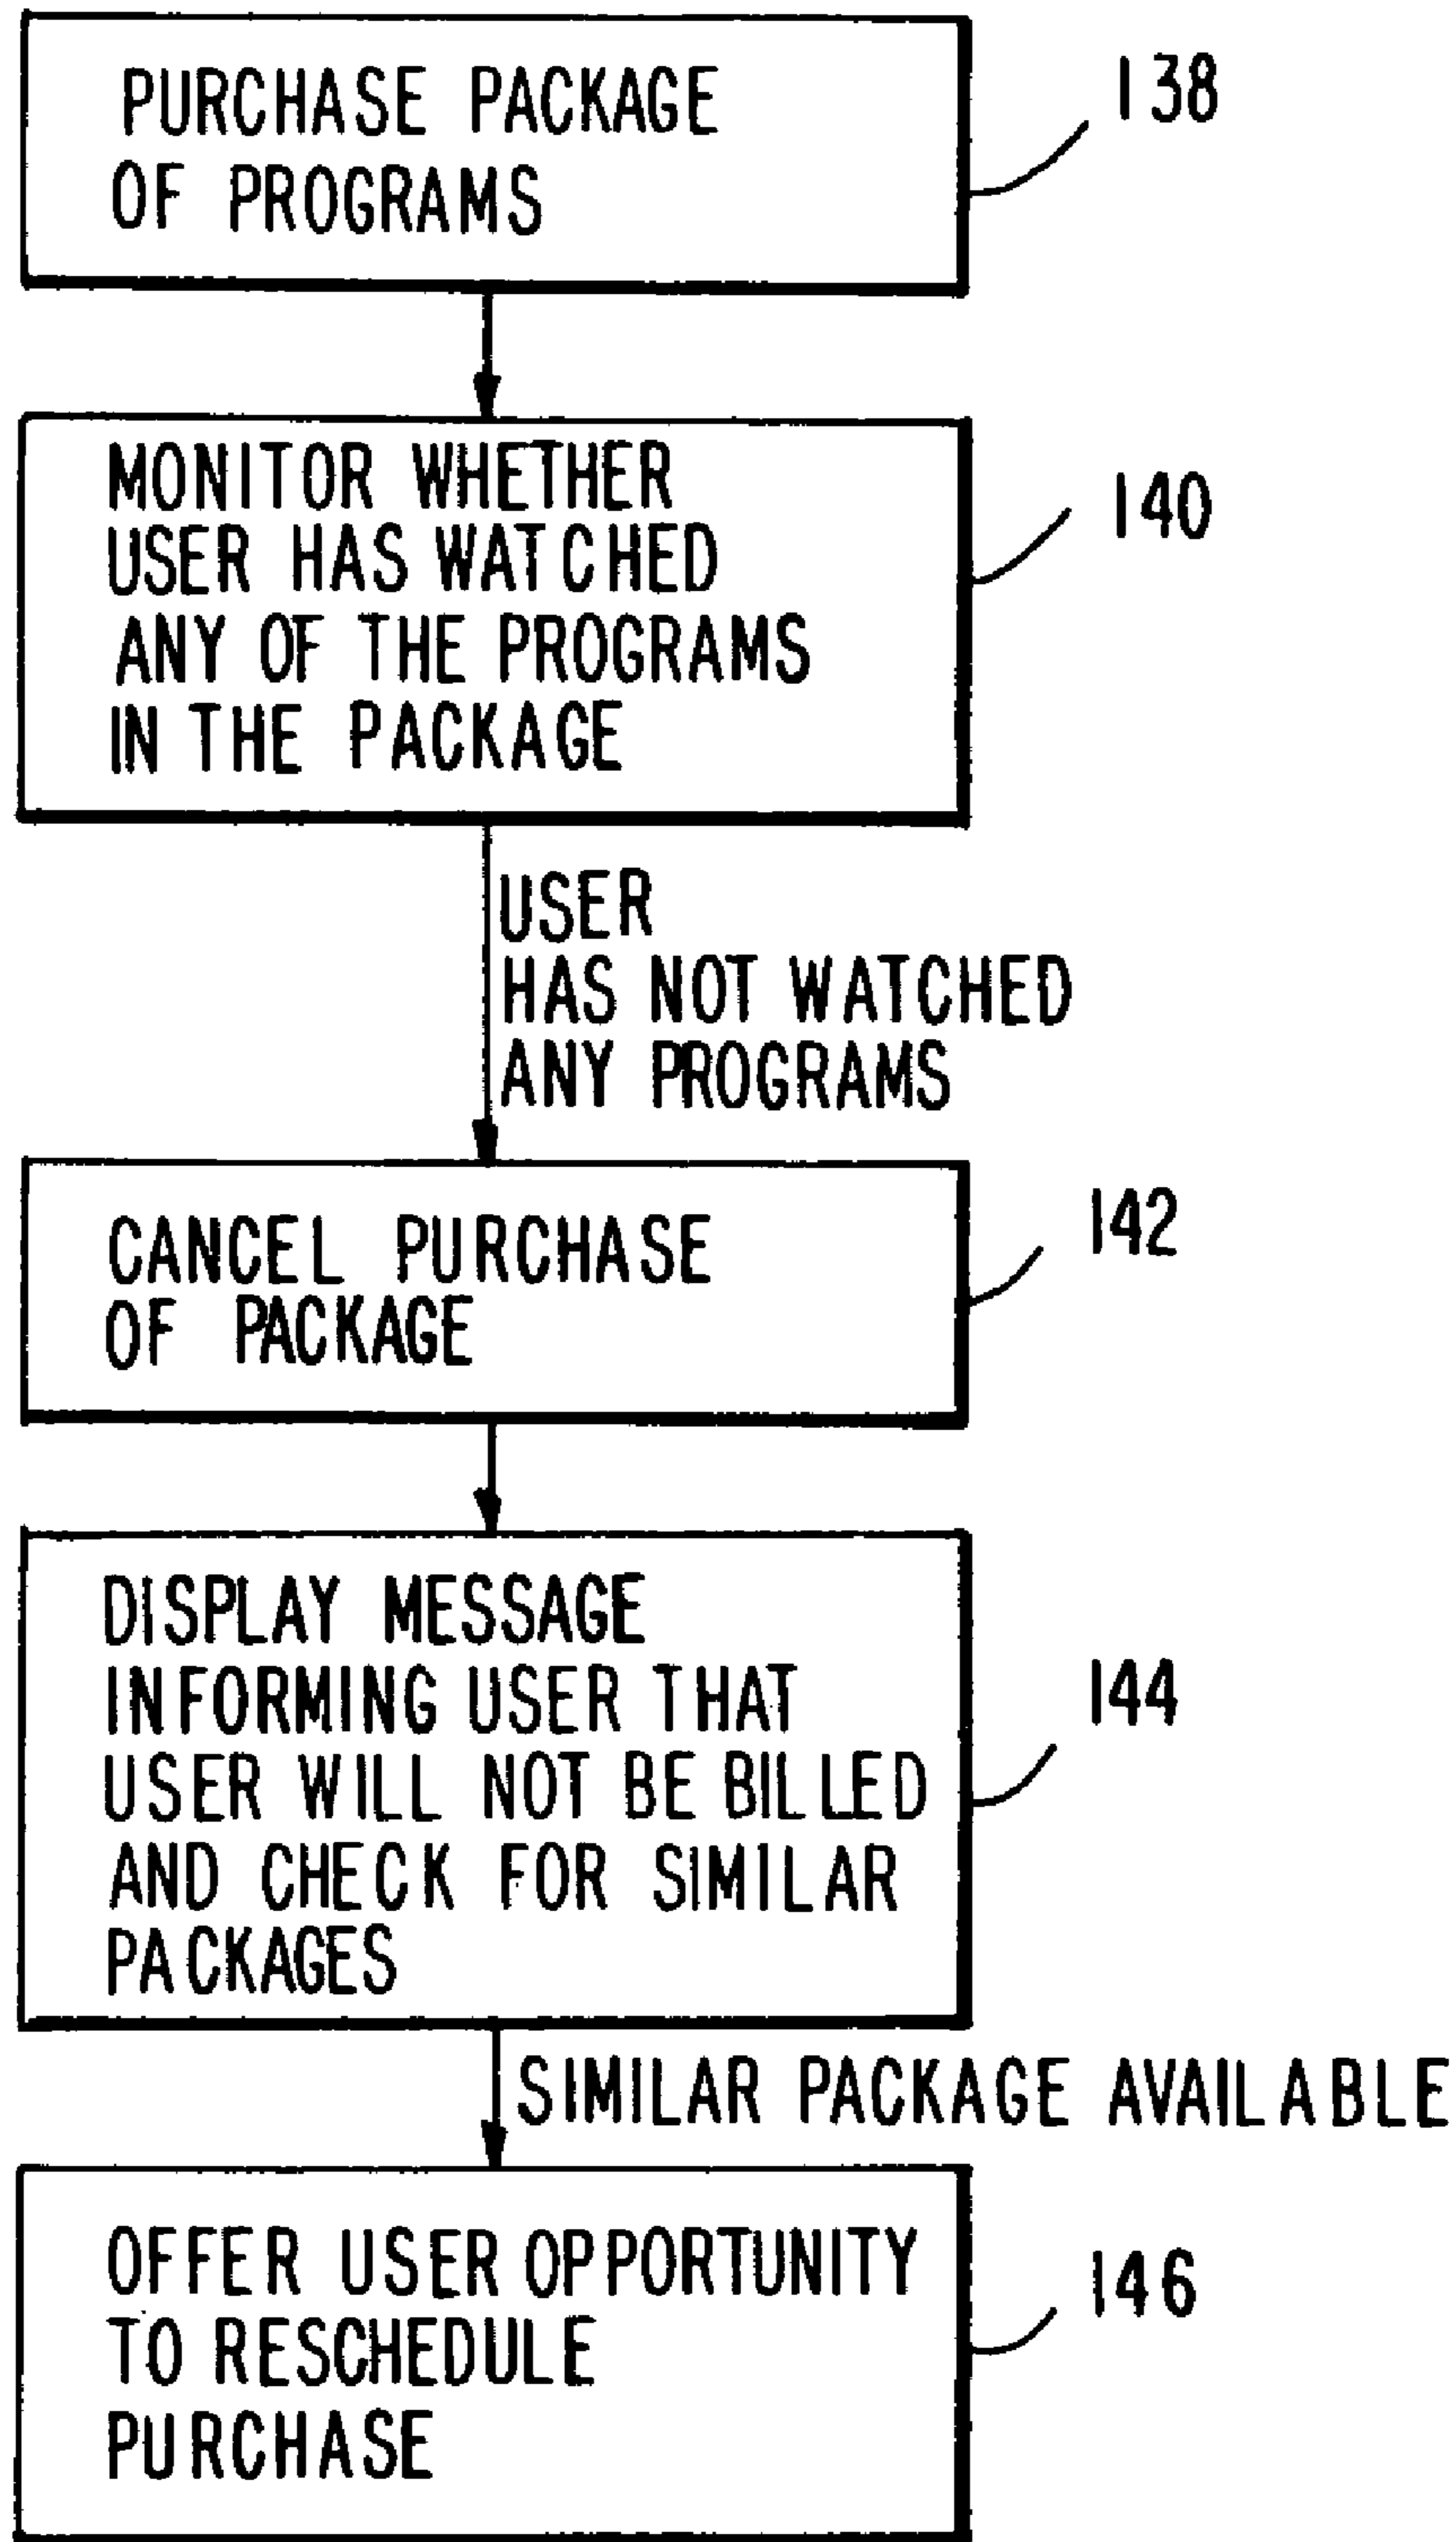 PURCHASE PACKAGE
OF PROGRAMS
138
MONITOR WHETHER
USER HAS WATCHED
ANY OF THE PROGRAMS
IN THE PACKAGE
140
USER
HAS NOT WATCHED
ANY PROGRAMS
CANCEL PURCHASE
OF PACKAGE
142
DISPLAY MESSAGE
INFORMING USER THAT
USER WILL NOT BE BILLED
AND CHECK FOR SIMILAR
PACKAGES
144
SIMILAR PACKAGE AVAILABLE
OFFER USER OPPORTUNITY
TO RESCHEDULE
PURCHASE
146